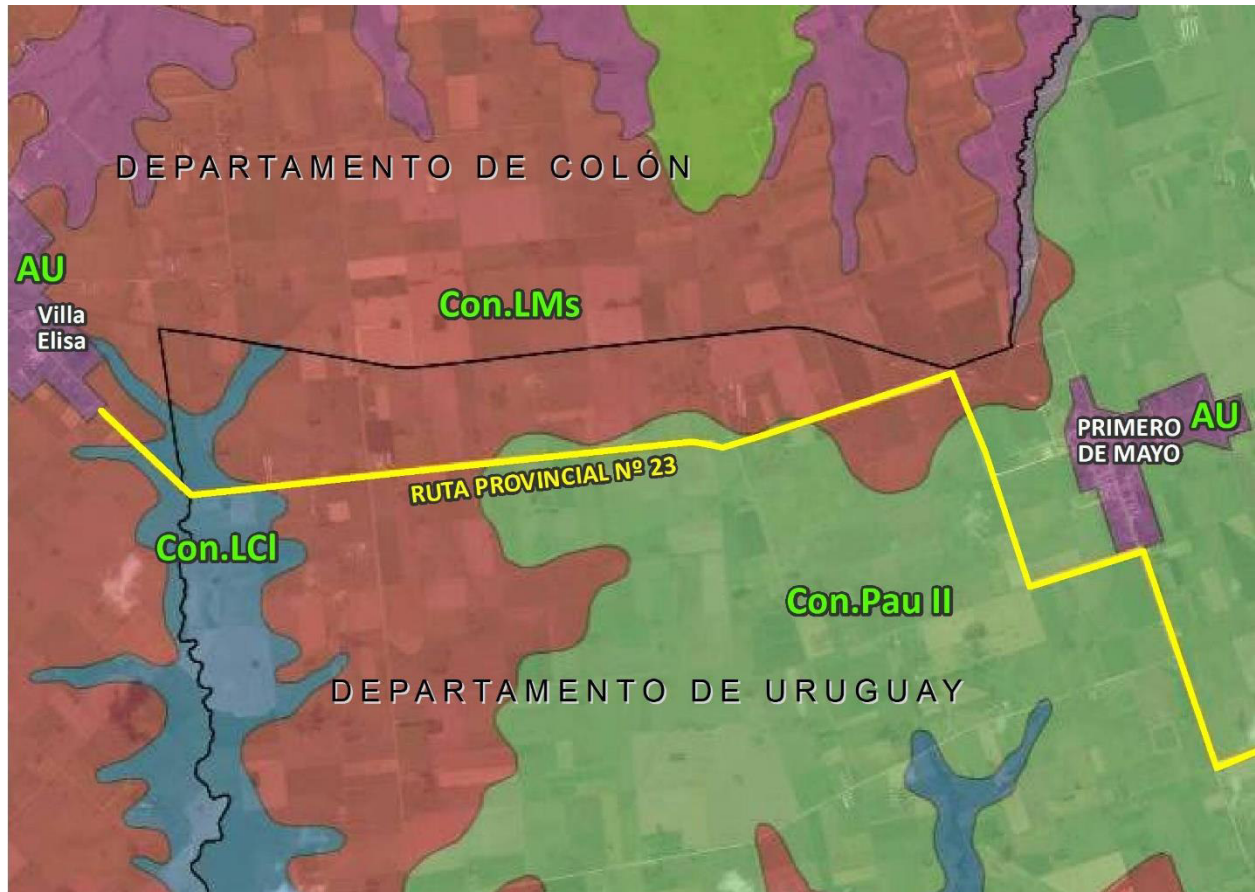 DEPARTAMENTO DE COLÓN
AU
Villa
Elisa
Con.LMs
PRIMERO
DE MAYO
AU
RUTA PROVINCIAL Nº 23
Con.LCl
Con.Pau II
DEPARTAMENTO DE URUGUAY